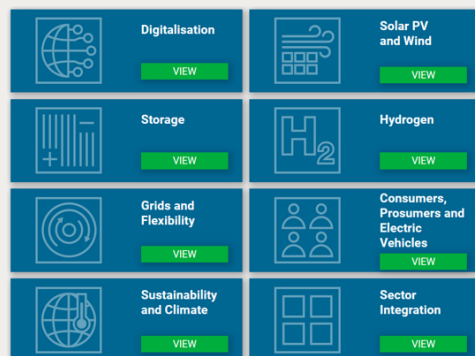 Digitalisation
VIEW
Solar PV
and Wind
VIEW
Storage
VIEW
H2
Hydrogen
VIEW
Grids and
Flexibility
VIEW
Consumers,
Prosumers and
Electric
Vehicles
VIEW
Sustainability
and Climate
VIEW
Sector
Integration
VIEW